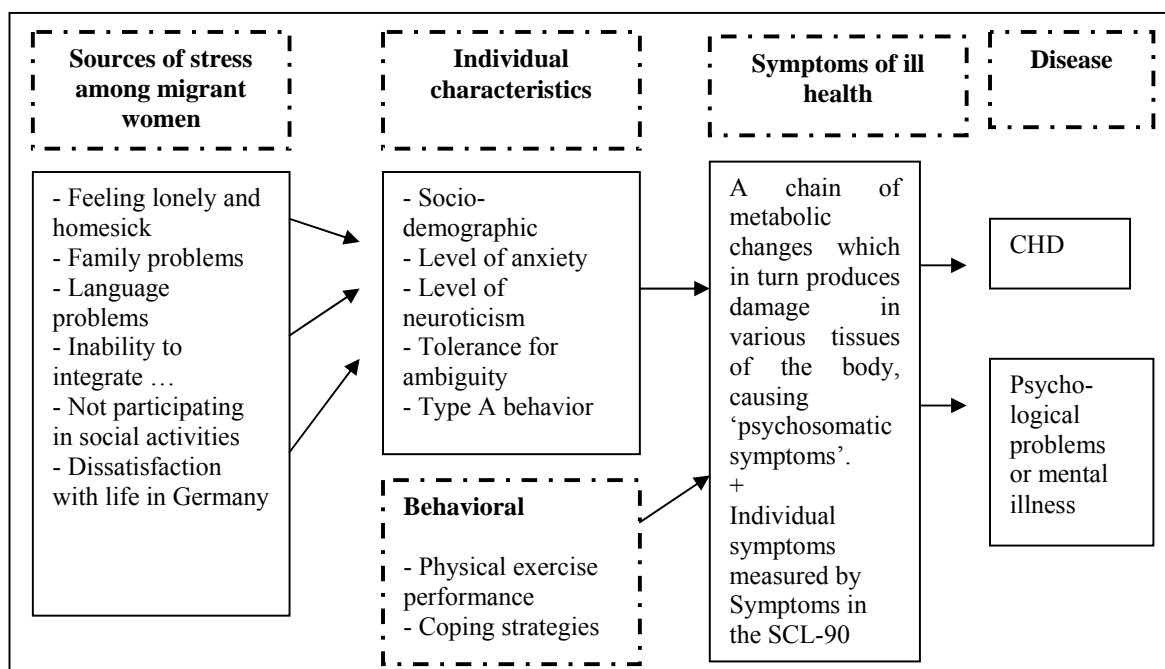 Sources of stress
among migrant
women
Individual
characteristics
Symptoms of ill
health
Disease
- Feeling lonely and
homesick
- Family problems
- Language
problems
- Inability to
integrate …
- Not participating
in social activities
- Dissatisfaction
with life in Germany
- Socio-
demographic
- Level of anxiety
- Level of
neuroticism
- Tolerance for
ambiguity
- Type A behavior
Behavioral
- Physical exercise
performance
- Coping strategies
A chain of
metabolic
changes which
in turn produces
damage in
various tissues
of the body,
causing
‘psychosomatic
symptoms’.
+
Individual
symptoms
measured by
Symptoms in
the SCL-90
CHD
Psycho-
logical
problems
or mental
illness